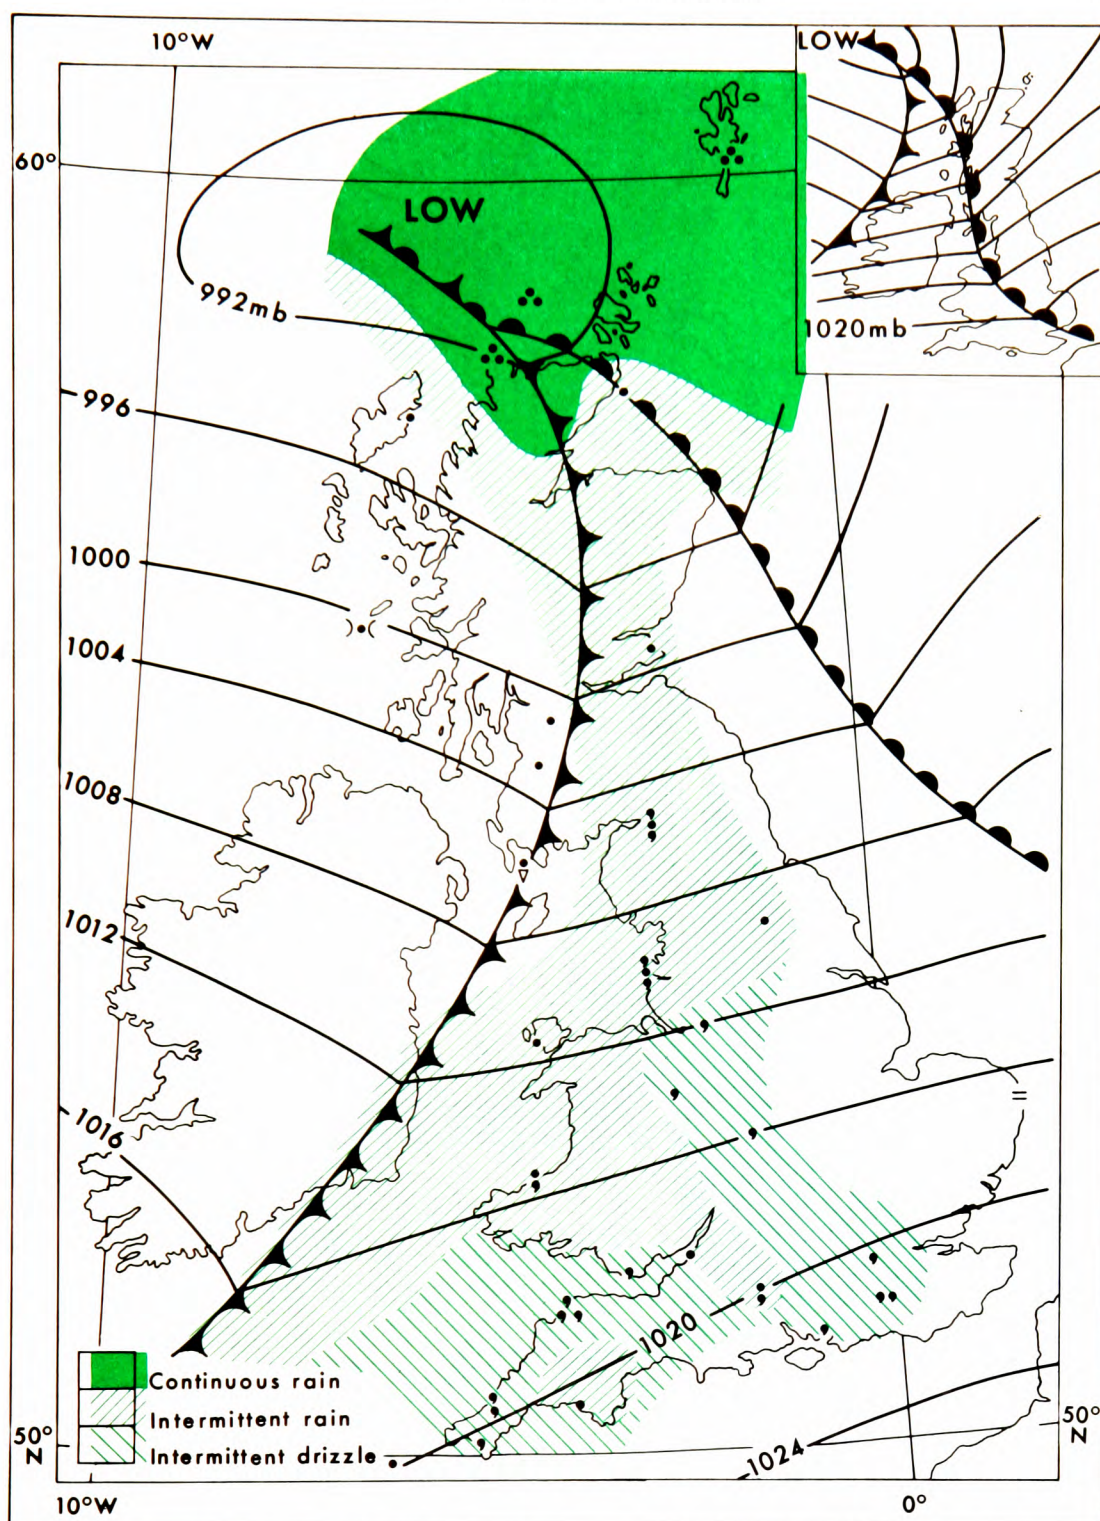 10°W
LOW
60°
LOW
992mb
1020mb
996
1000
1004
1008
1012
1016
1020
Continuous rain
Intermittent rain
50°
N
Intermittent drizzle
50°
N
1024
10°W
0°